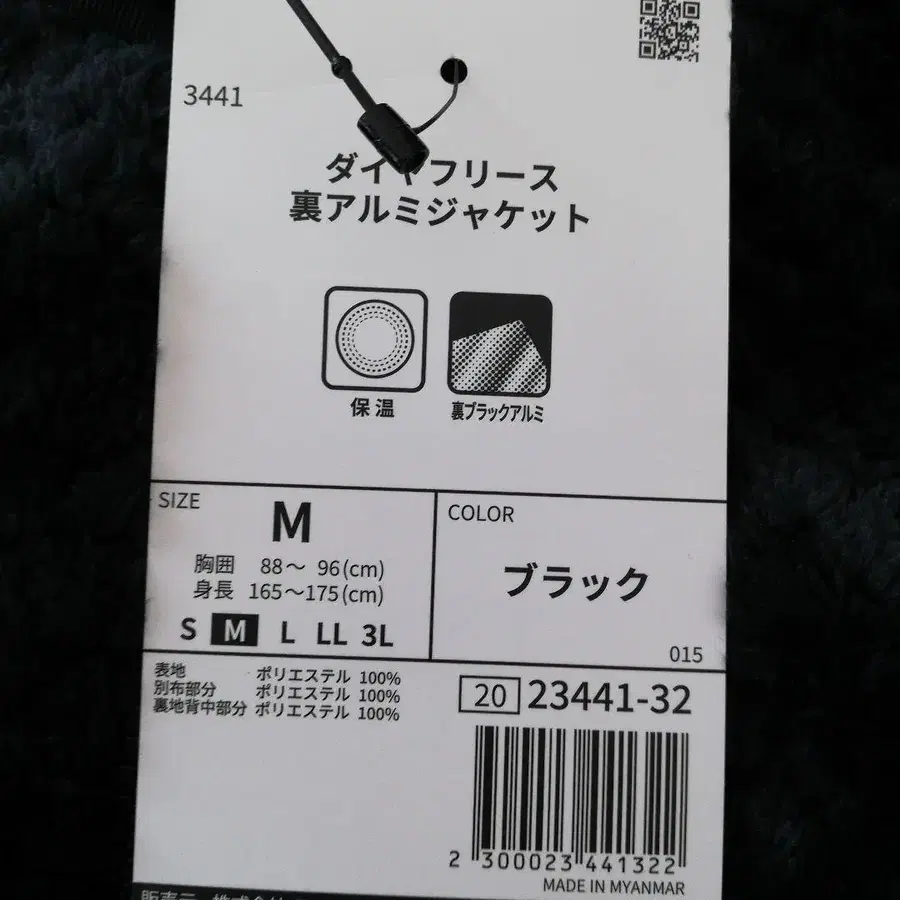 3441
ダイヤフリース
裏アルミジャケット
保温
裏ブラックアルミ
SIZE
M
胸囲 88～ 96(cm)
身長 165～175(cm)
S M L LL 3L
COLOR
ブラック
015
表地 ポリエステル 100%
別布部分 ポリエステル 100%
裏地背中部分 ポリエステル 100%
20 23441-32
2 300023 441322
MADE IN MYANMAR